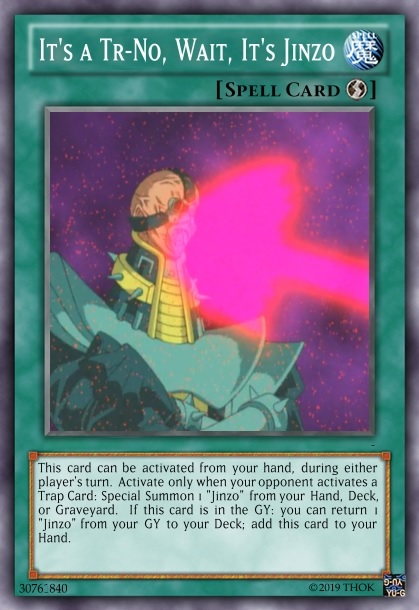 It's a Tr-No, Wait, It's Jinzo
魔
[Spell Card ]
This card can be activated from your hand, during either
player's turn. Activate only when your opponent activates a
Trap Card: Special Summon 1 "Jinzo" from your Hand, Deck,
or Graveyard. If this card is in the GY: you can return 1
"Jinzo" from your GY to your Deck; add this card to your
Hand.
©2019 THOK